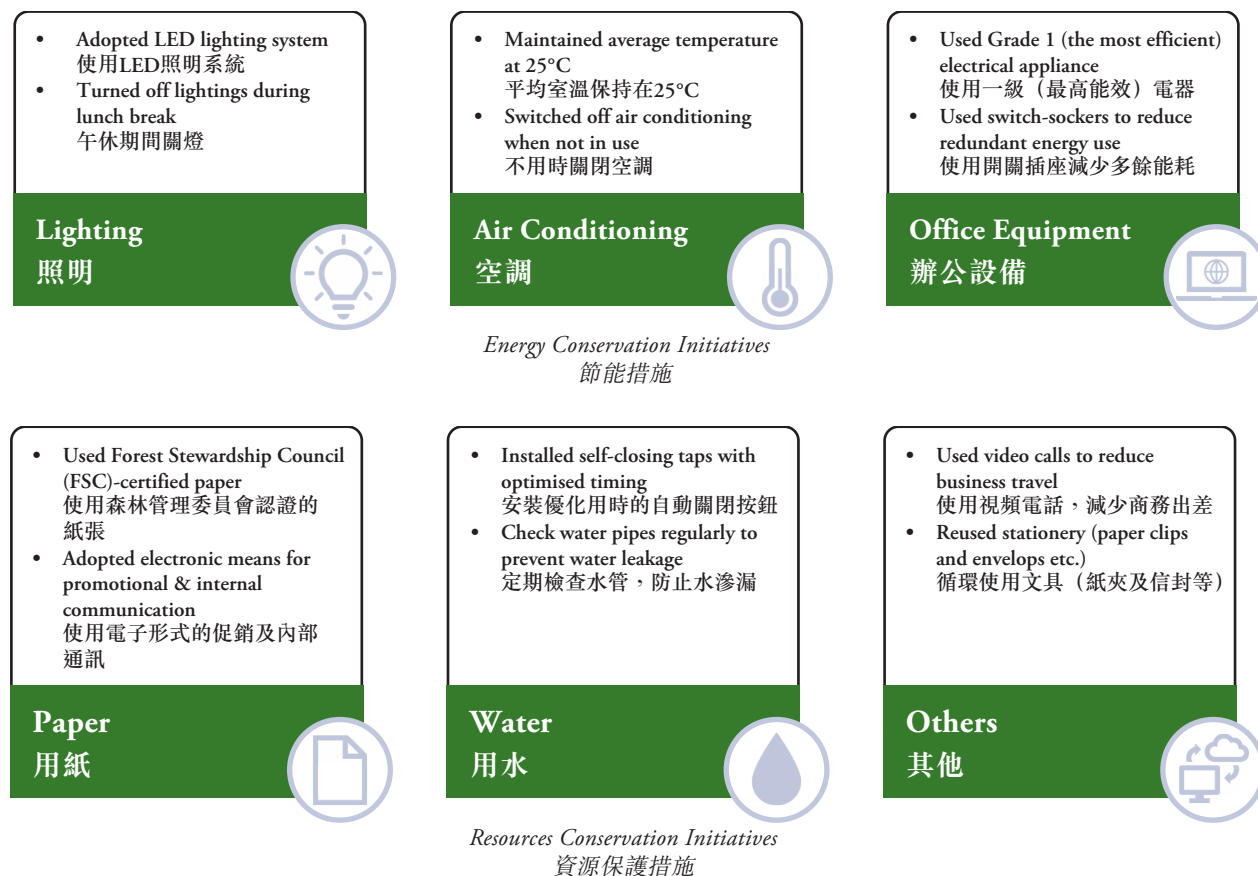 • Adopted LED lighting system
使用LED照明系統
• Turned off lightings during
lunch break
午休期間關燈
Lighting
照明
• Maintained average temperature
at 25°C
平均室溫保持在25°C
• Switched off air conditioning
when not in use
不用時關閉空調
Air Conditioning
空調
• Used Grade 1 (the most efficient)
electrical appliance
使用一級（最高能效）電器
• Used switch-sockers to reduce
redundant energy use
使用開關插座減少多餘能耗
Office Equipment
辦公設備
Energy Conservation Initiatives
節能措施
• Used Forest Stewardship Council
(FSC)-certified paper
使用森林管理委員會認證的
紙張
• Adopted electronic means for
promotional & internal
communication
使用電子形式的促銷及內部
通訊
Paper
用紙
• Installed self-closing taps with
optimised timing
安裝優化用時的自動關閉按鈕
• Check water pipes regularly to
prevent water leakage
定期檢查水管，防止水滲漏
Water
用水
• Used video calls to reduce
business travel
使用視頻電話，減少商務出差
• Reused stationery (paper clips
and envelops etc.)
循環使用文具（紙夾及信封等）
Others
其他
Resources Conservation Initiatives
資源保護措施